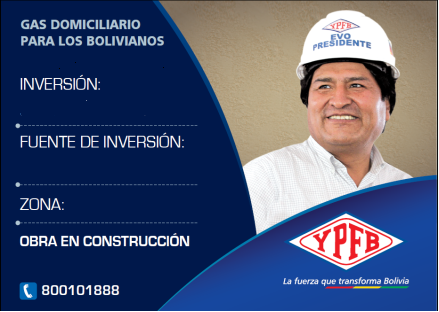 GAS DOMICILIARIO
PARA LOS BOLIVIANOS
YPFB
EVO
PRESIDENTE
INVERSIÓN:
FUENTE DE INVERSIÓN:
ZONA:
OBRA EN CONSTRUCCIÓN
800101888
YPFB
La fuerza que transforma Bolivia